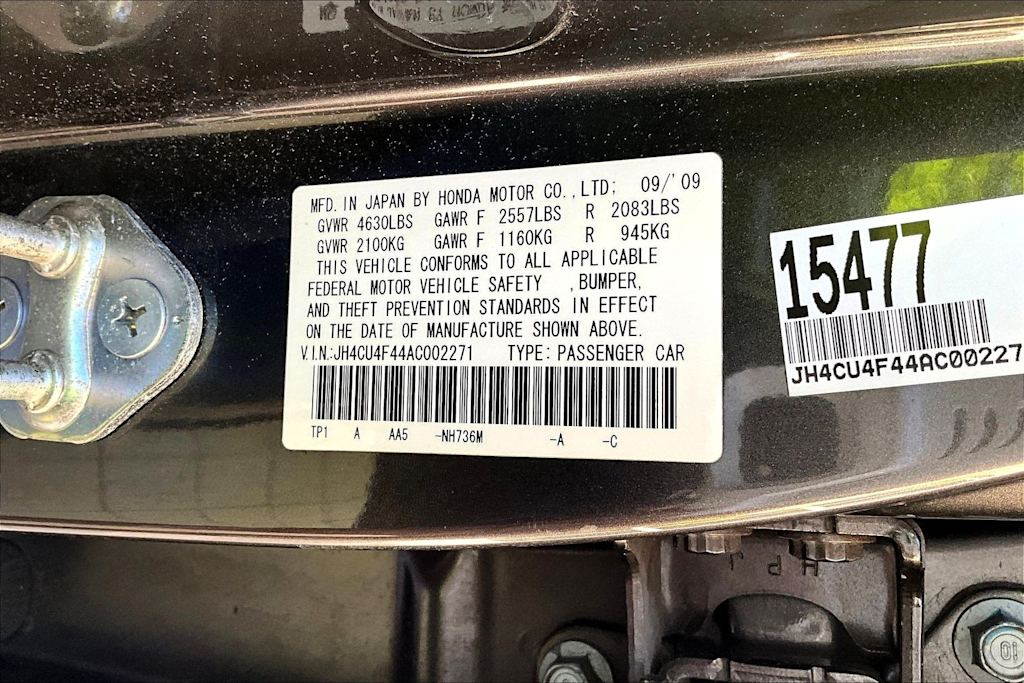 MFD. IN JAPAN BY HONDA MOTOR CO.,LTD; 09/'09
GVWR 4630LBS GAWR F 2557LBS R 2083LBS
GVWR 2100KG GAWR F 1160KG R 945KG
THIS VEHICLE CONFORMS TO ALL APPLICABLE
FEDERAL MOTOR VEHICLE SAFETY ,BUMPER,
AND THEFT PREVENTION STANDARDS IN EFFECT
ON THE DATE OF MANUFACTURE SHOWN ABOVE.
V.I.N:JH4CU4F44AC002271 TYPE: PASSENGER CAR
TP1 A AA5 -NH736M -A -C
15477
JH4CU4F44AC00227